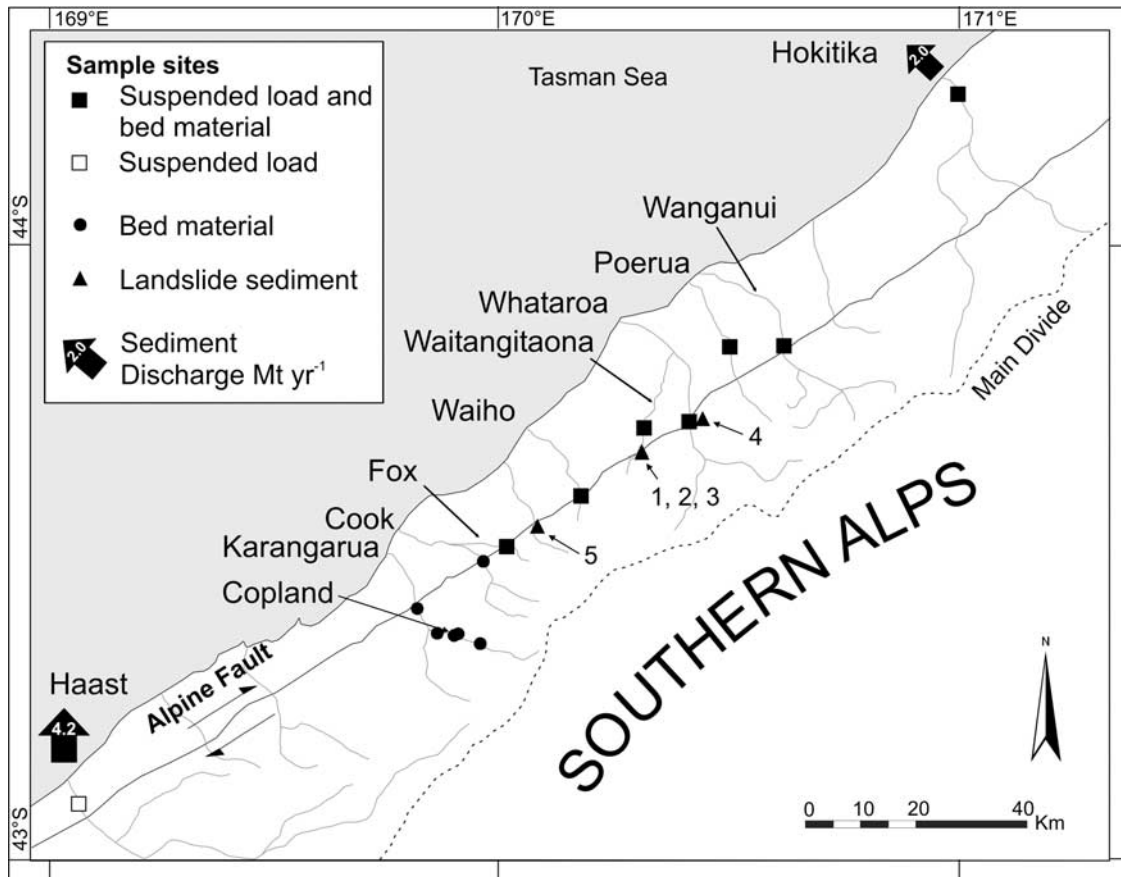 169°E
170°E
171°E
Sample sites
Suspended load and
bed material
Suspended load
Bed material
Landslide sediment
2.0
Sediment
Discharge Mt yr-1
Tasman Sea
Hokitika
2.0
44°S
Wanganui
Poerua
Whataroa
Waitangitaona
Main Divide
Waiho
4
Fox
1, 2, 3
Cook
5
Karangarua
Copland
SOUTHERN ALPS
Alpine Fault
Haast
4.2
N
43°S
0 10 20 40
Km